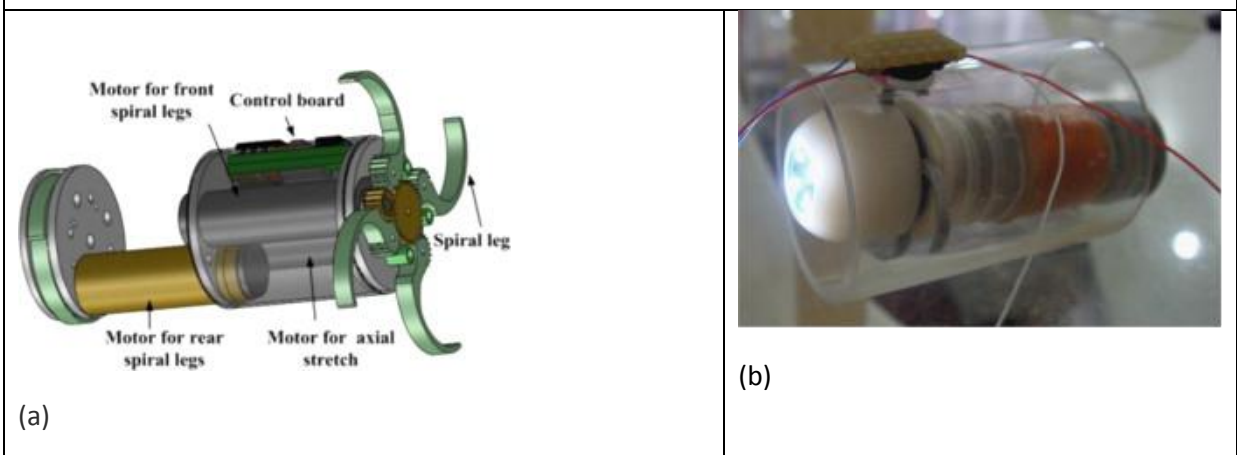 Motor for front
spiral legs
Control board
Spiral leg
Motor for rear
spiral legs
Motor for axial
stretch
(a)
(b)